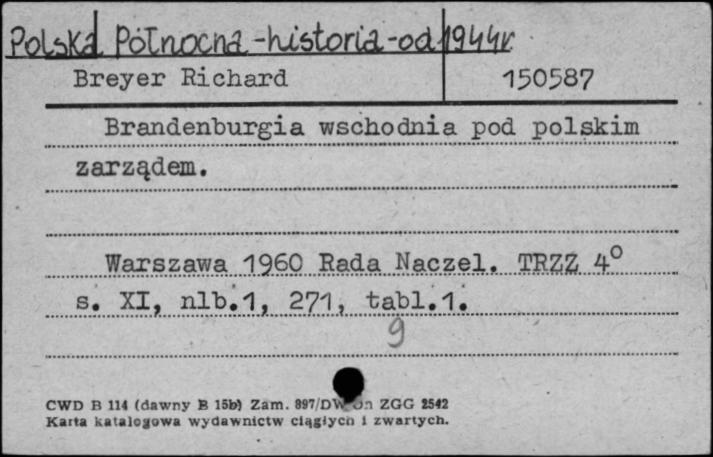 Polska Północna - historia - od 1944r.
Breyer Richard 150587
Brandenburgia wschodnia pod polskim
zarządem.
Warszawa 1960 Rada Naczel. TRZZ 4°
s. XI, nlb.1, 271, tabl.1.
9
CWD B 114 (dawny B 15b) Zam. 897/DW ZGG 2542
Karta katalogowa wydawnictw ciągłych i zwartych.